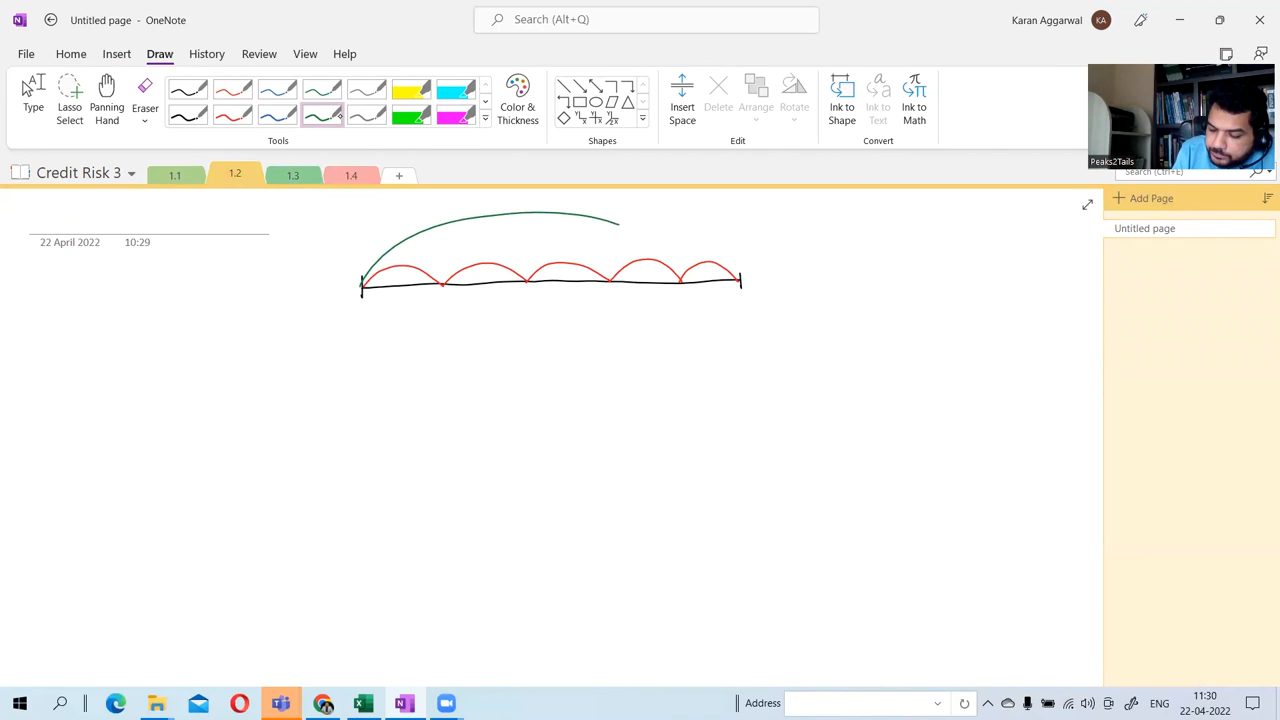 Untitled page - OneNote
Search (Alt+Q)
Karan Aggarwal KA
File Home Insert Draw History Review View Help
Type
Lasso Select
Panning Hand
Eraser
Color & Thickness
Insert Space
Delete
Arrange
Rotate
Ink to Shape
Ink to Text
Ink to Math
Tools Shapes Edit Convert
Peaks2Tails
Credit Risk 3 1.1 1.2 1.3 1.4 +
Search (Ctrl+E)
Add Page
Untitled page
22 April 2022 10:29
Address
ENG
11:30
22-04-2022